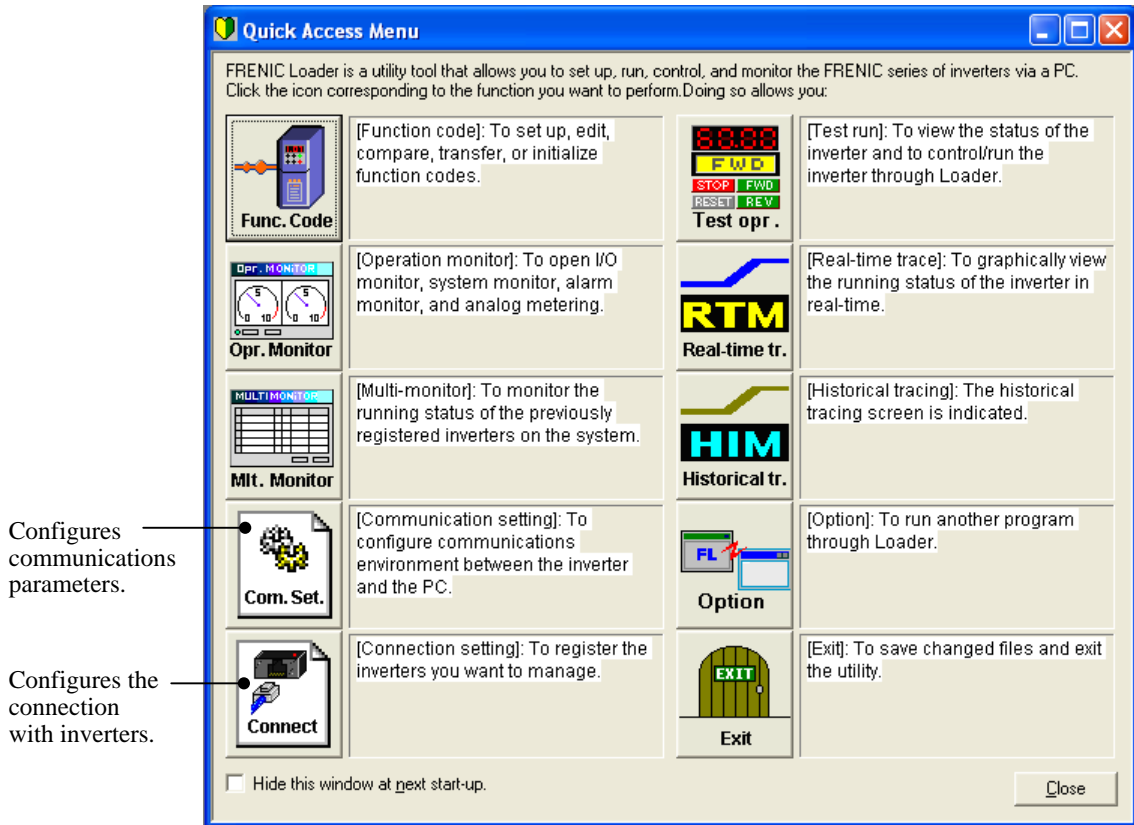 Quick Access Menu
FRENIC Loader is a utility tool that allows you to set up, run, control, and monitor the FRENIC series of inverters via a PC.
Click the icon corresponding to the function you want to perform.Doing so allows you:
Func. Code
[Function code]: To set up, edit,
compare, transfer, or initialize
function codes.
60.00
FWD
STOP FWD
RESET REV
Test opr.
[Test run]: To view the status of the
inverter and to control/run the
inverter through Loader.
Opr. MONiTOR
5 5
0 10 0 10
Opr. Monitor
[Operation monitor]: To open I/O
monitor, system monitor, alarm
monitor, and analog metering.
RTM
Real-time tr.
[Real-time trace]: To graphically view
the running status of the inverter in
real-time.
MULTIMONiTOR
Mlt. Monitor
[Multi-monitor]: To monitor the
running status of the previously
registered inverters on the system.
HIM
Historical tr.
[Historical tracing]: The historical
tracing screen is indicated.
Configures
communications
parameters.
Com. Set.
[Communication setting]: To
configure communications
environment between the inverter
and the PC.
FL
Option
[Option]: To run another program
through Loader.
Configures the
connection
with inverters.
Connect
[Connection setting]: To register the
inverters you want to manage.
EXIT
Exit
[Exit]: To save changed files and exit
the utility.
Hide this window at next start-up.
Close